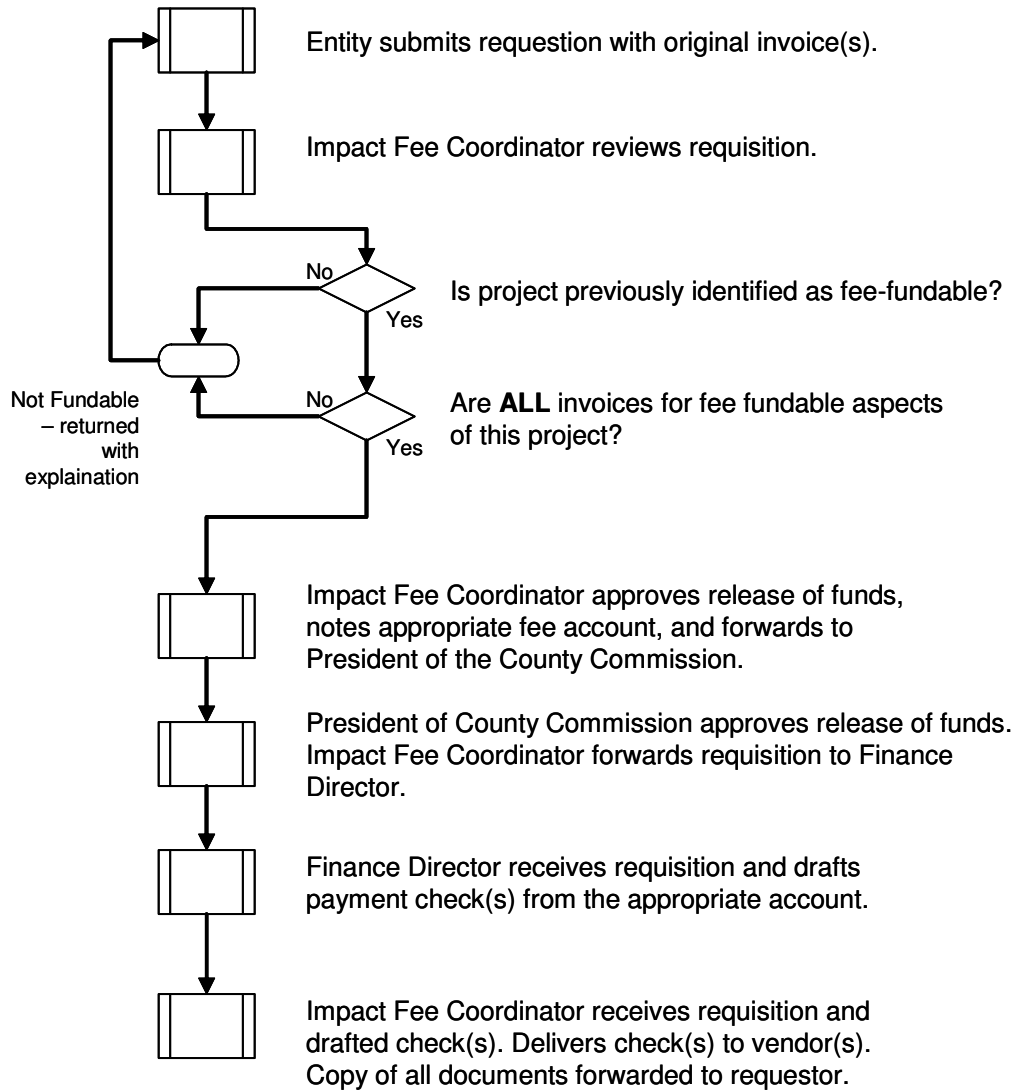 Entity submits requestion with original invoice(s).
Impact Fee Coordinator reviews requisition.
No
Is project previously identified as fee-fundable?
Yes
Not Fundable
– returned
with
explaination
No
Are ALL invoices for fee fundable aspects
of this project?
Yes
Impact Fee Coordinator approves release of funds,
notes appropriate fee account, and forwards to
President of the County Commission.
President of County Commission approves release of funds.
Impact Fee Coordinator forwards requisition to Finance
Director.
Finance Director receives requisition and drafts
payment check(s) from the appropriate account.
Impact Fee Coordinator receives requisition and
drafted check(s). Delivers check(s) to vendor(s).
Copy of all documents forwarded to requestor.